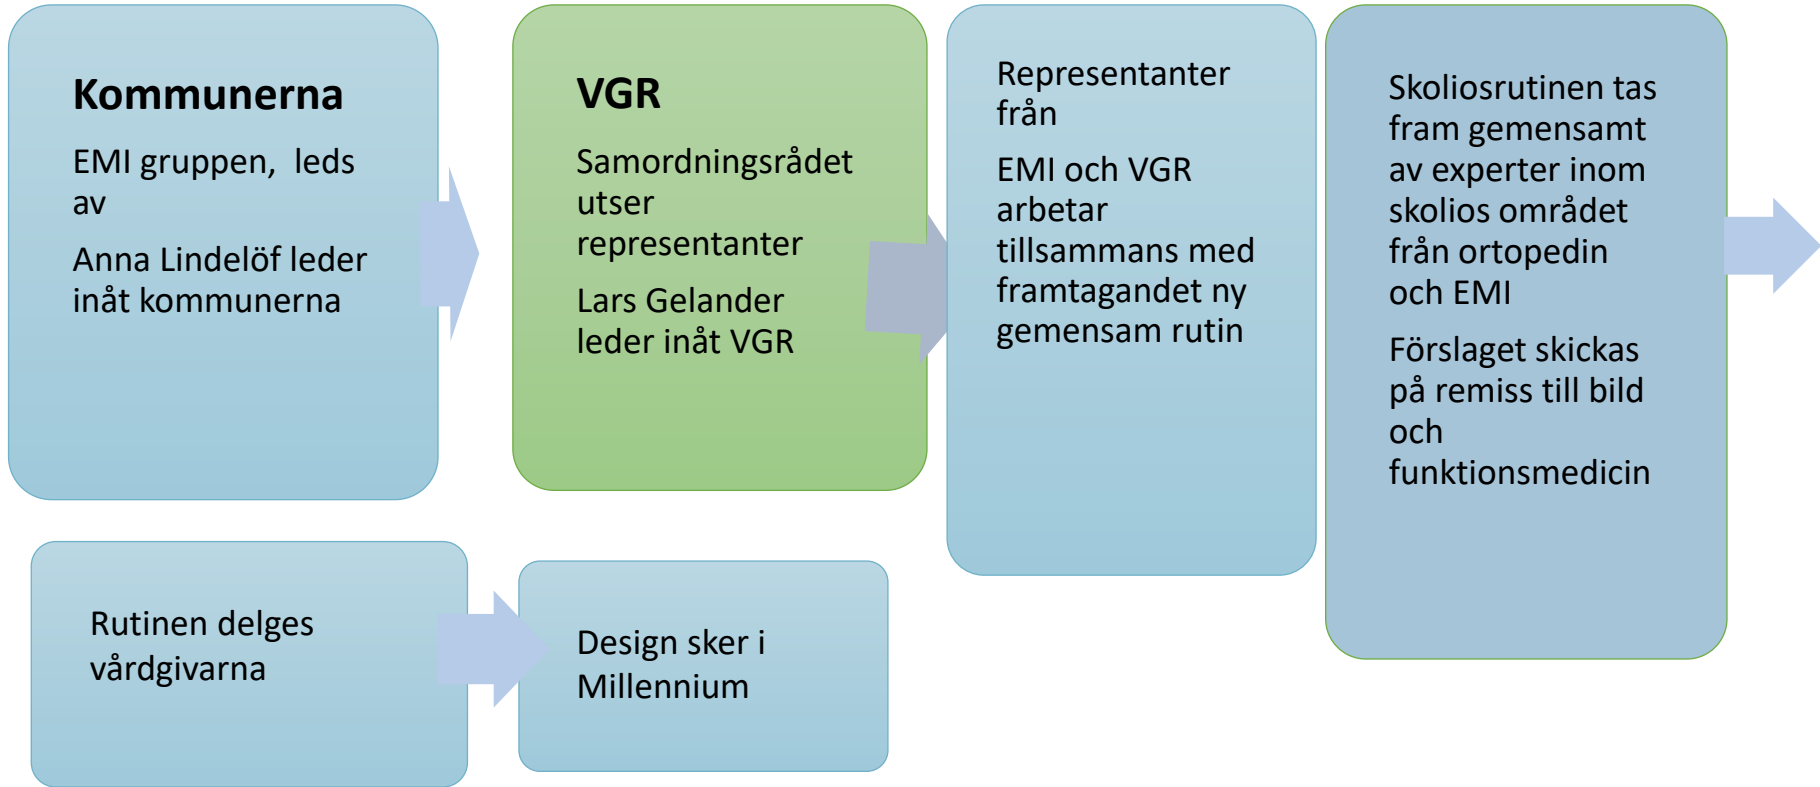 Kommunerna
EMI gruppen, leds
av
Anna Lindelöf leder
inåt kommunerna
VGR
Samordningsrådet
utser
representanter
Lars Gelander
leder inåt VGR
Representanter
från
EMI och VGR
arbetar
tillsammans med
framtagandet ny
gemensam rutin
Skoliosrutinen tas
fram gemensamt
av experter inom
skolios området
från ortopedin
och EMI
Förslaget skickas
på remiss till bild
och
funktionsmedicin
Rutinen delges
vårdgivarna
Design sker i
Millennium